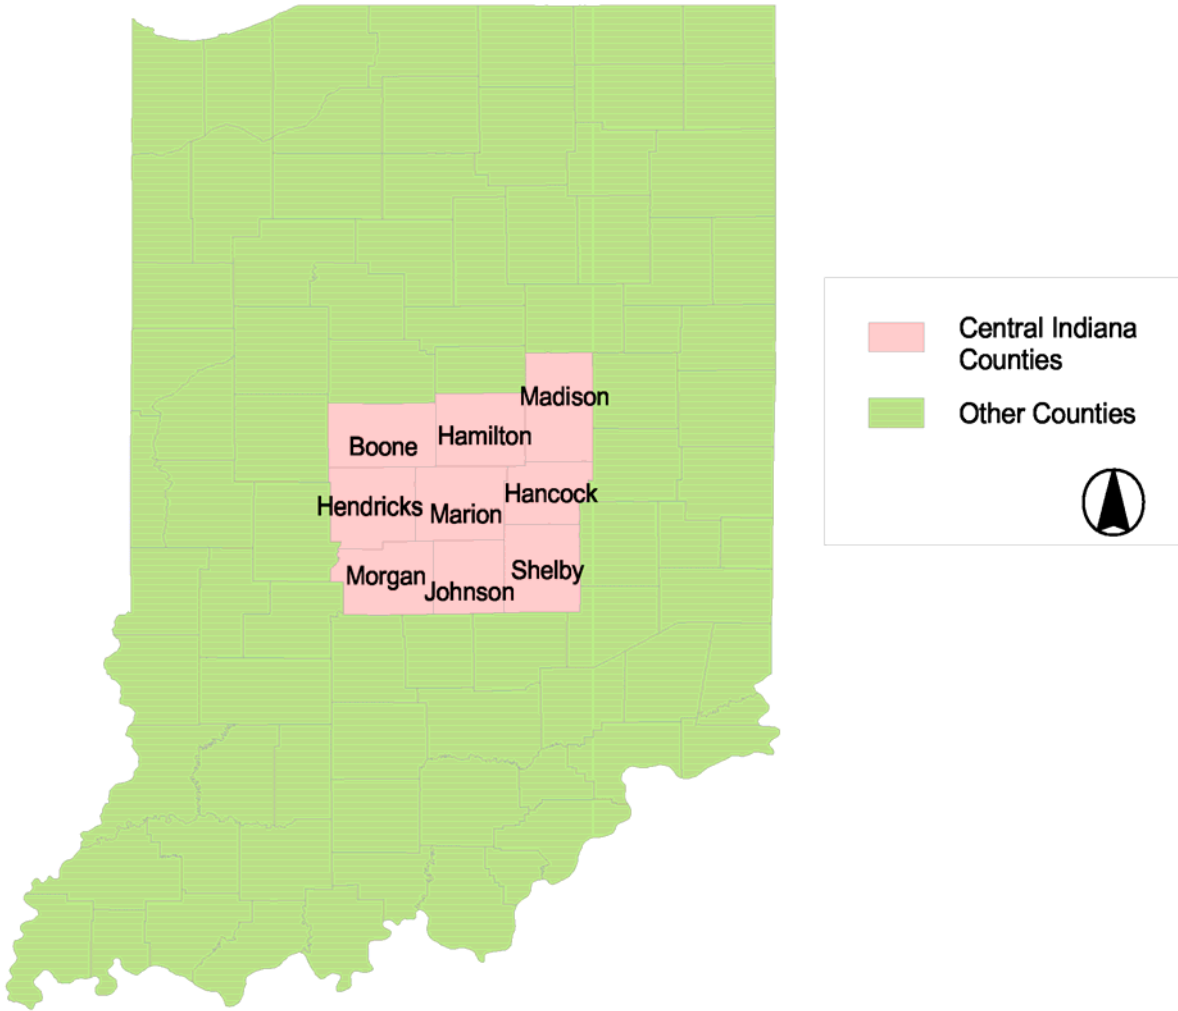 Madison
Boone
Hamilton
Hendricks
Marion
Hancock
Morgan
Johnson
Shelby
Central Indiana
Counties
Other Counties